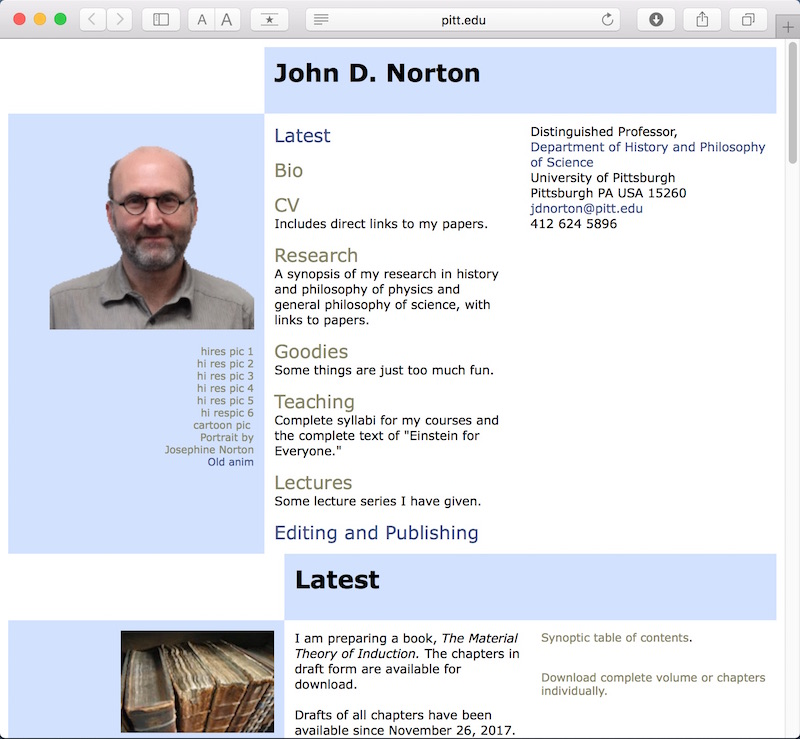 A A
pitt.edu
John D. Norton
Latest
Bio
CV
Includes direct links to my papers.
Research
A synopsis of my research in history
and philosophy of physics and
general philosophy of science, with
links to papers.
Goodies
Some things are just too much fun.
Teaching
Complete syllabi for my courses and
the complete text of "Einstein for
Everyone."
Lectures
Some lecture series I have given.
Editing and Publishing
Distinguished Professor,
Department of History and Philosophy
of Science
University of Pittsburgh
Pittsburgh PA USA 15260
jdnorton@pitt.edu
412 624 5896
hires pic 1
hi res pic 2
hi res pic 3
hi res pic 4
hi res pic 5
hi respic 6
cartoon pic
Portrait by
Josephine Norton
Old anim
Latest
I am preparing a book, The Material
Theory of Induction. The chapters in
draft form are available for
download.
Drafts of all chapters have been
available since November 26, 2017.
Synoptic table of contents.
Download complete volume or chapters
individually.